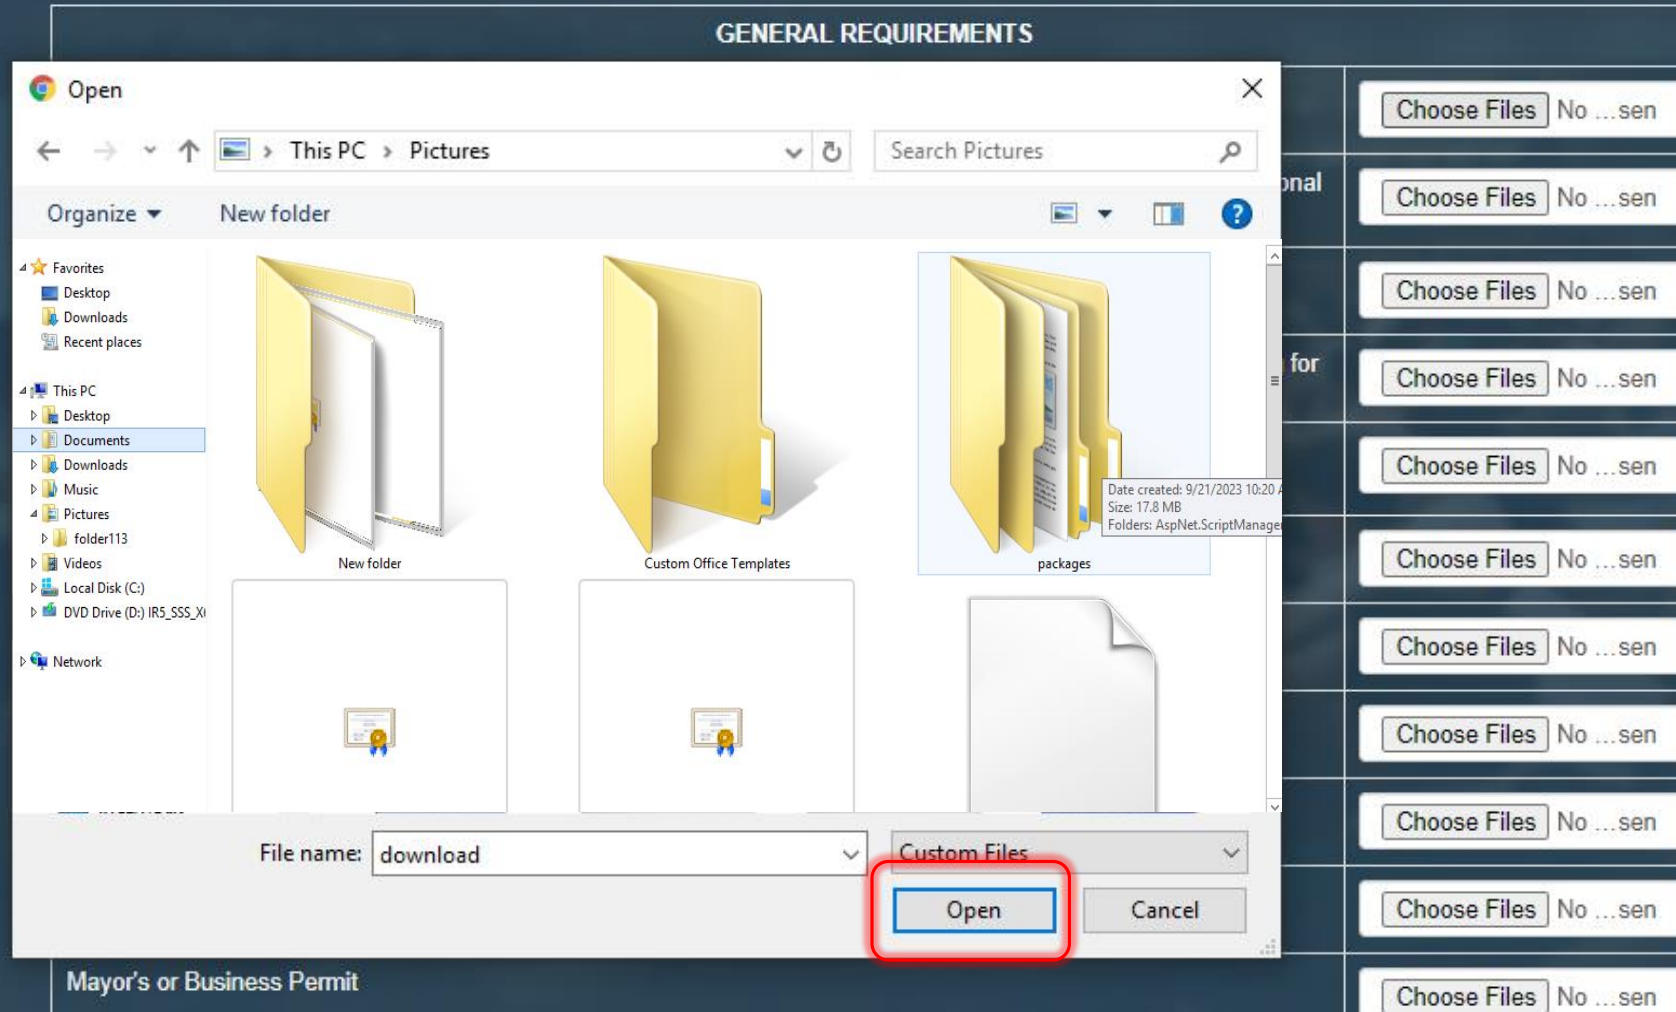 GENERAL REQUIREMENTS
Open
This PC > Pictures
Search Pictures
Organize
New folder
Favorites
Desktop
Downloads
Recent places
This PC
Desktop
Documents
Downloads
Music
Pictures
folder113
Videos
Local Disk (C:)
DVD Drive (D:) IR5_SSS_X
Network
New folder
Custom Office Templates
packages
Date created: 9/21/2023 10:20
Size: 17.8 MB
Folders: AspNet.ScriptManage
File name: download
Custom Files
Open
Cancel
onal
for
Choose Files No ...sen
Choose Files No ...sen
Choose Files No ...sen
Choose Files No ...sen
Choose Files No ...sen
Choose Files No ...sen
Choose Files No ...sen
Choose Files No ...sen
Choose Files No ...sen
Choose Files No ...sen
Mayor's or Business Permit
Choose Files No ...sen